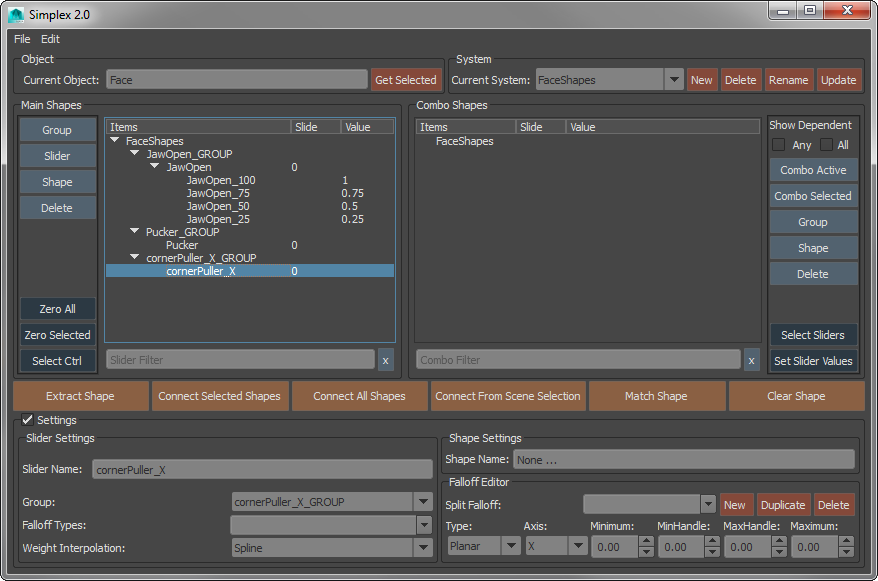 Simplex 2.0
File Edit
Object
Current Object: Face Get Selected
System
Current System: FaceShapes New Delete Rename Update
Main Shapes
Group
Slider
Shape
Delete
Zero All
Zero Selected
Select Ctrl
Items Slide Value
FaceShapes
JawOpen_GROUP
JawOpen 0
JawOpen_100 1
JawOpen_75 0.75
JawOpen_50 0.5
JawOpen_25 0.25
Pucker_GROUP
Pucker 0
cornerPuller_X_GROUP
cornerPuller_X 0
Slider Filter x
Combo Shapes
Items Slide Value
FaceShapes
Combo Filter x
Show Dependent
Any All
Combo Active
Combo Selected
Group
Shape
Delete
Select Sliders
Set Slider Values
Extract Shape Connect Selected Shapes Connect All Shapes Connect From Scene Selection Match Shape Clear Shape
Settings
Slider Settings
Slider Name: cornerPuller_X
Group: cornerPuller_X_GROUP
Falloff Types:
Weight Interpolation: Spline
Shape Settings
Shape Name: None ...
Falloff Editor
Split Falloff: New Duplicate Delete
Type: Axis: Minimum: MinHandle: MaxHandle: Maximum:
Planar X 0.00 0.00 0.00 0.00